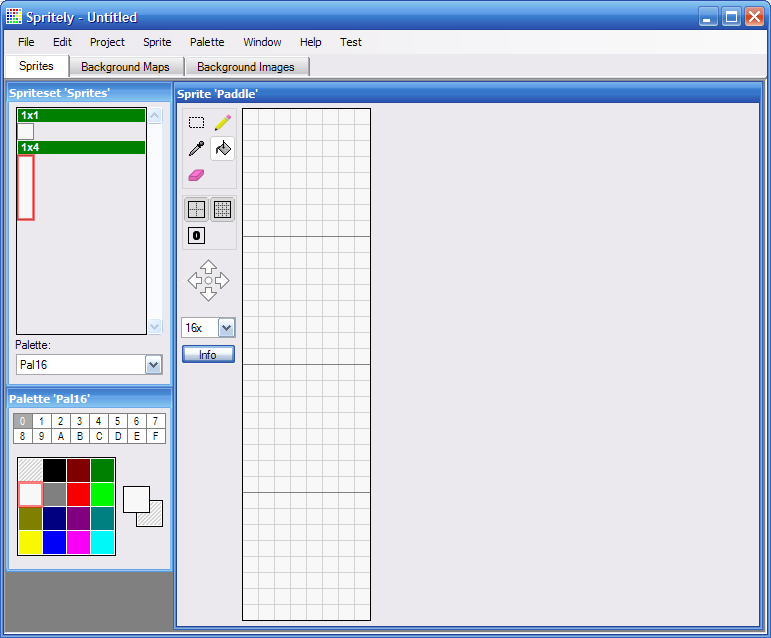 Spritely - Untitled
File Edit Project Sprite Palette Window Help Test
Sprites Background Maps Background Images
Spriteset 'Sprites'
1x1
1x4
Palette:
Pal16
Palette 'Pal16'
0 1 2 3 4 5 6 7
8 9 A B C D E F
Sprite 'Paddle'
0
16x
Info